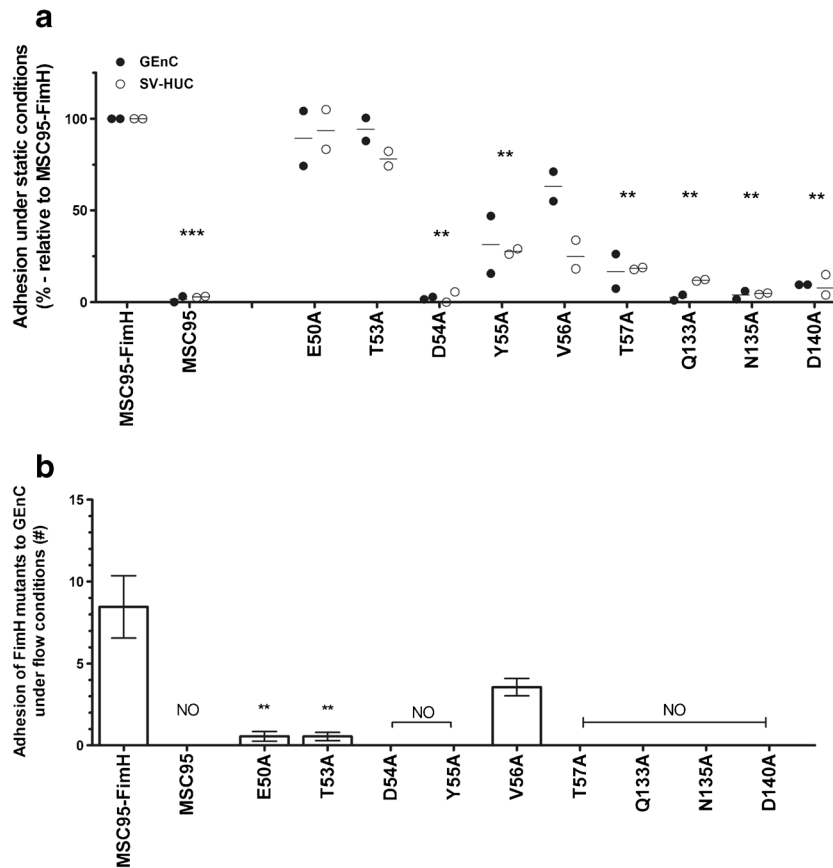 a
GEnC
SV-HUC
Adhesion under static conditions
(% - relative to MSC95-FimH)
100
50
0
***
**
**
**
**
**
**
MSC95-FimH
MSC95
E50A
T53A
D54A
Y55A
V56A
T57A
Q133A
N135A
D140A
b
Adhesion of FimH mutants to GEnC
under flow conditions (#)
15
10
5
0
NO
**
**
NO
NO
MSC95-FimH
MSC95
E50A
T53A
D54A
Y55A
V56A
T57A
Q133A
N135A
D140A